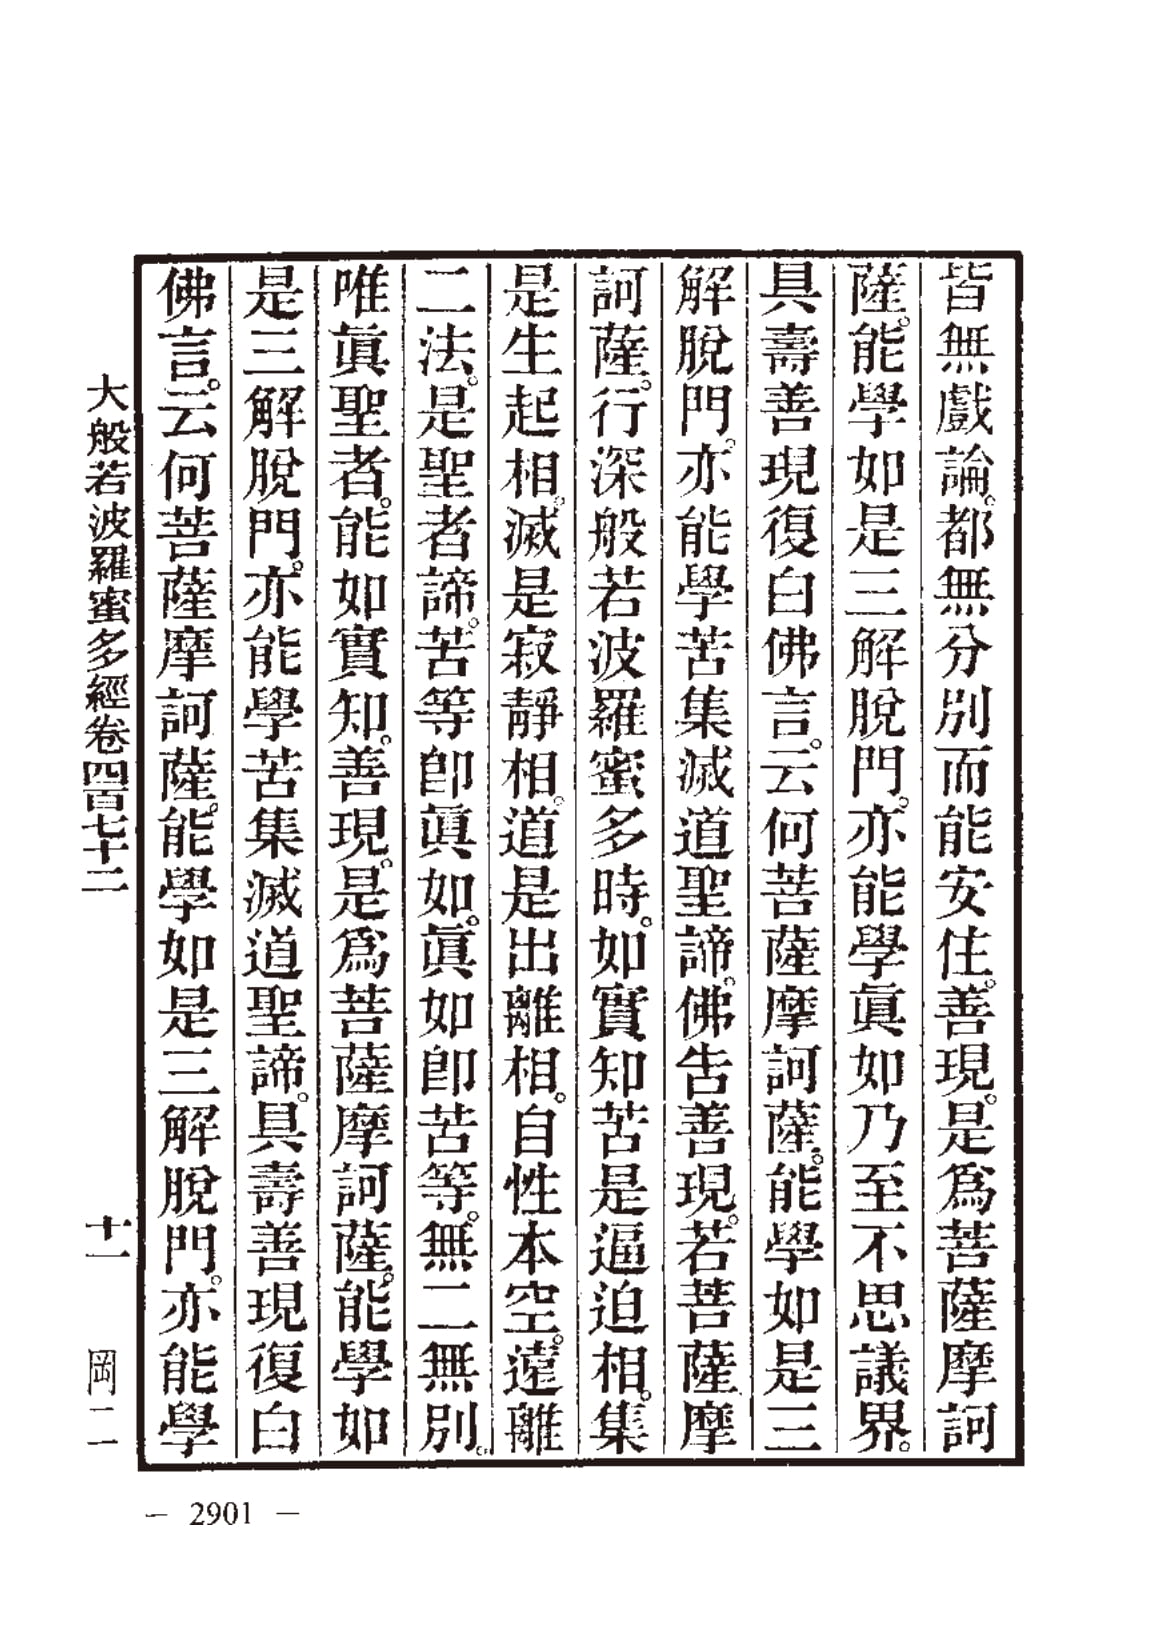 皆無戲論。都無分別而能安住。善現。是爲菩薩摩訶
薩。能學如是三解脫門。亦能學眞如乃至不思議界。
具壽善現復白佛言。云何菩薩摩訶薩。能學如是三
解脫門。亦能學苦集滅道聖諦。佛告善現。若菩薩摩
訶薩。行深般若波羅蜜多時。如實知苦是逼迫相。集
是生起相。滅是寂靜相。道是出離相。自性本空。遠離
二法。是聖者諦。苦等卽眞如。眞如卽苦等。無二無別。
唯眞聖者。能如實知。善現。是爲菩薩摩訶薩。能學如
是三解脫門。亦能學苦集滅道聖諦。具壽善現復白
佛言。云何菩薩摩訶薩。能學如是三解脫門。亦能學
大般若波羅蜜多經卷四百七十二 十一 岡二
— 2901 —